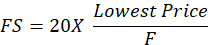 FS = 20X Lowest Price
F